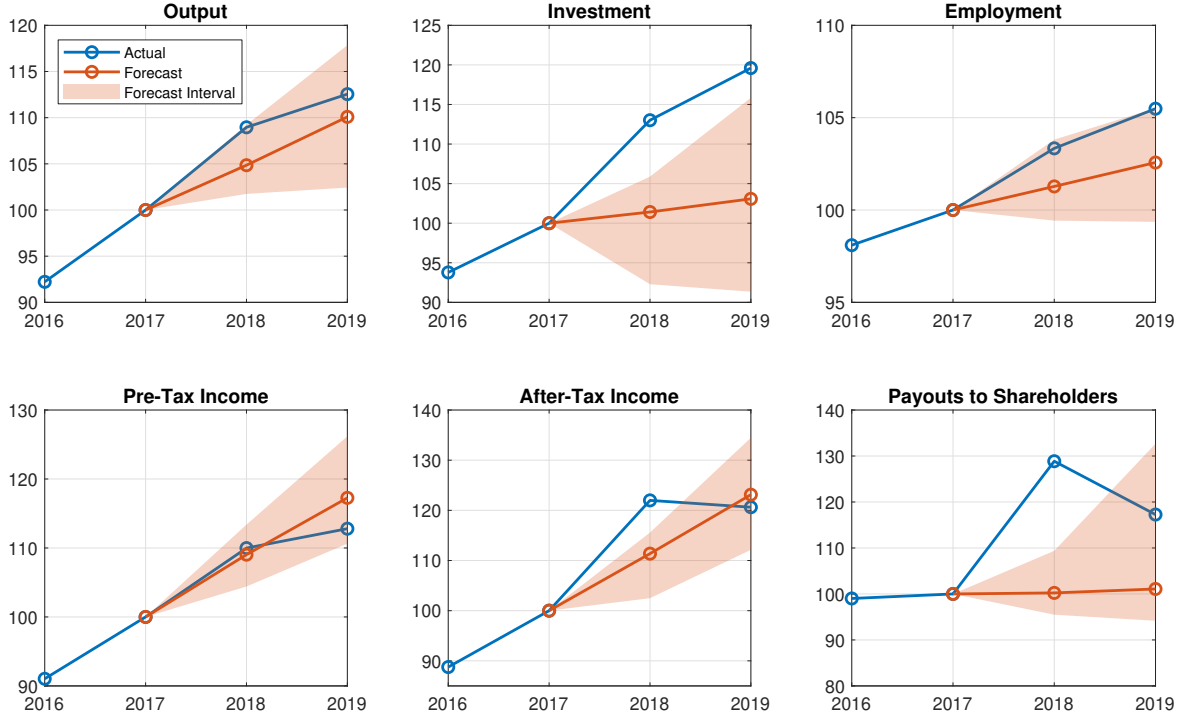 Output
120
115
110
105
100
95
90
2016 2017 2018 2019
Actual
Forecast
Forecast Interval
Investment
125
120
115
110
105
100
95
90
2016 2017 2018 2019
Employment
110
105
100
95
2016 2017 2018 2019
Pre-Tax Income
130
120
110
100
90
2016 2017 2018 2019
After-Tax Income
140
130
120
110
100
90
2016 2017 2018 2019
Payouts to Shareholders
140
130
120
110
100
90
80
2016 2017 2018 2019